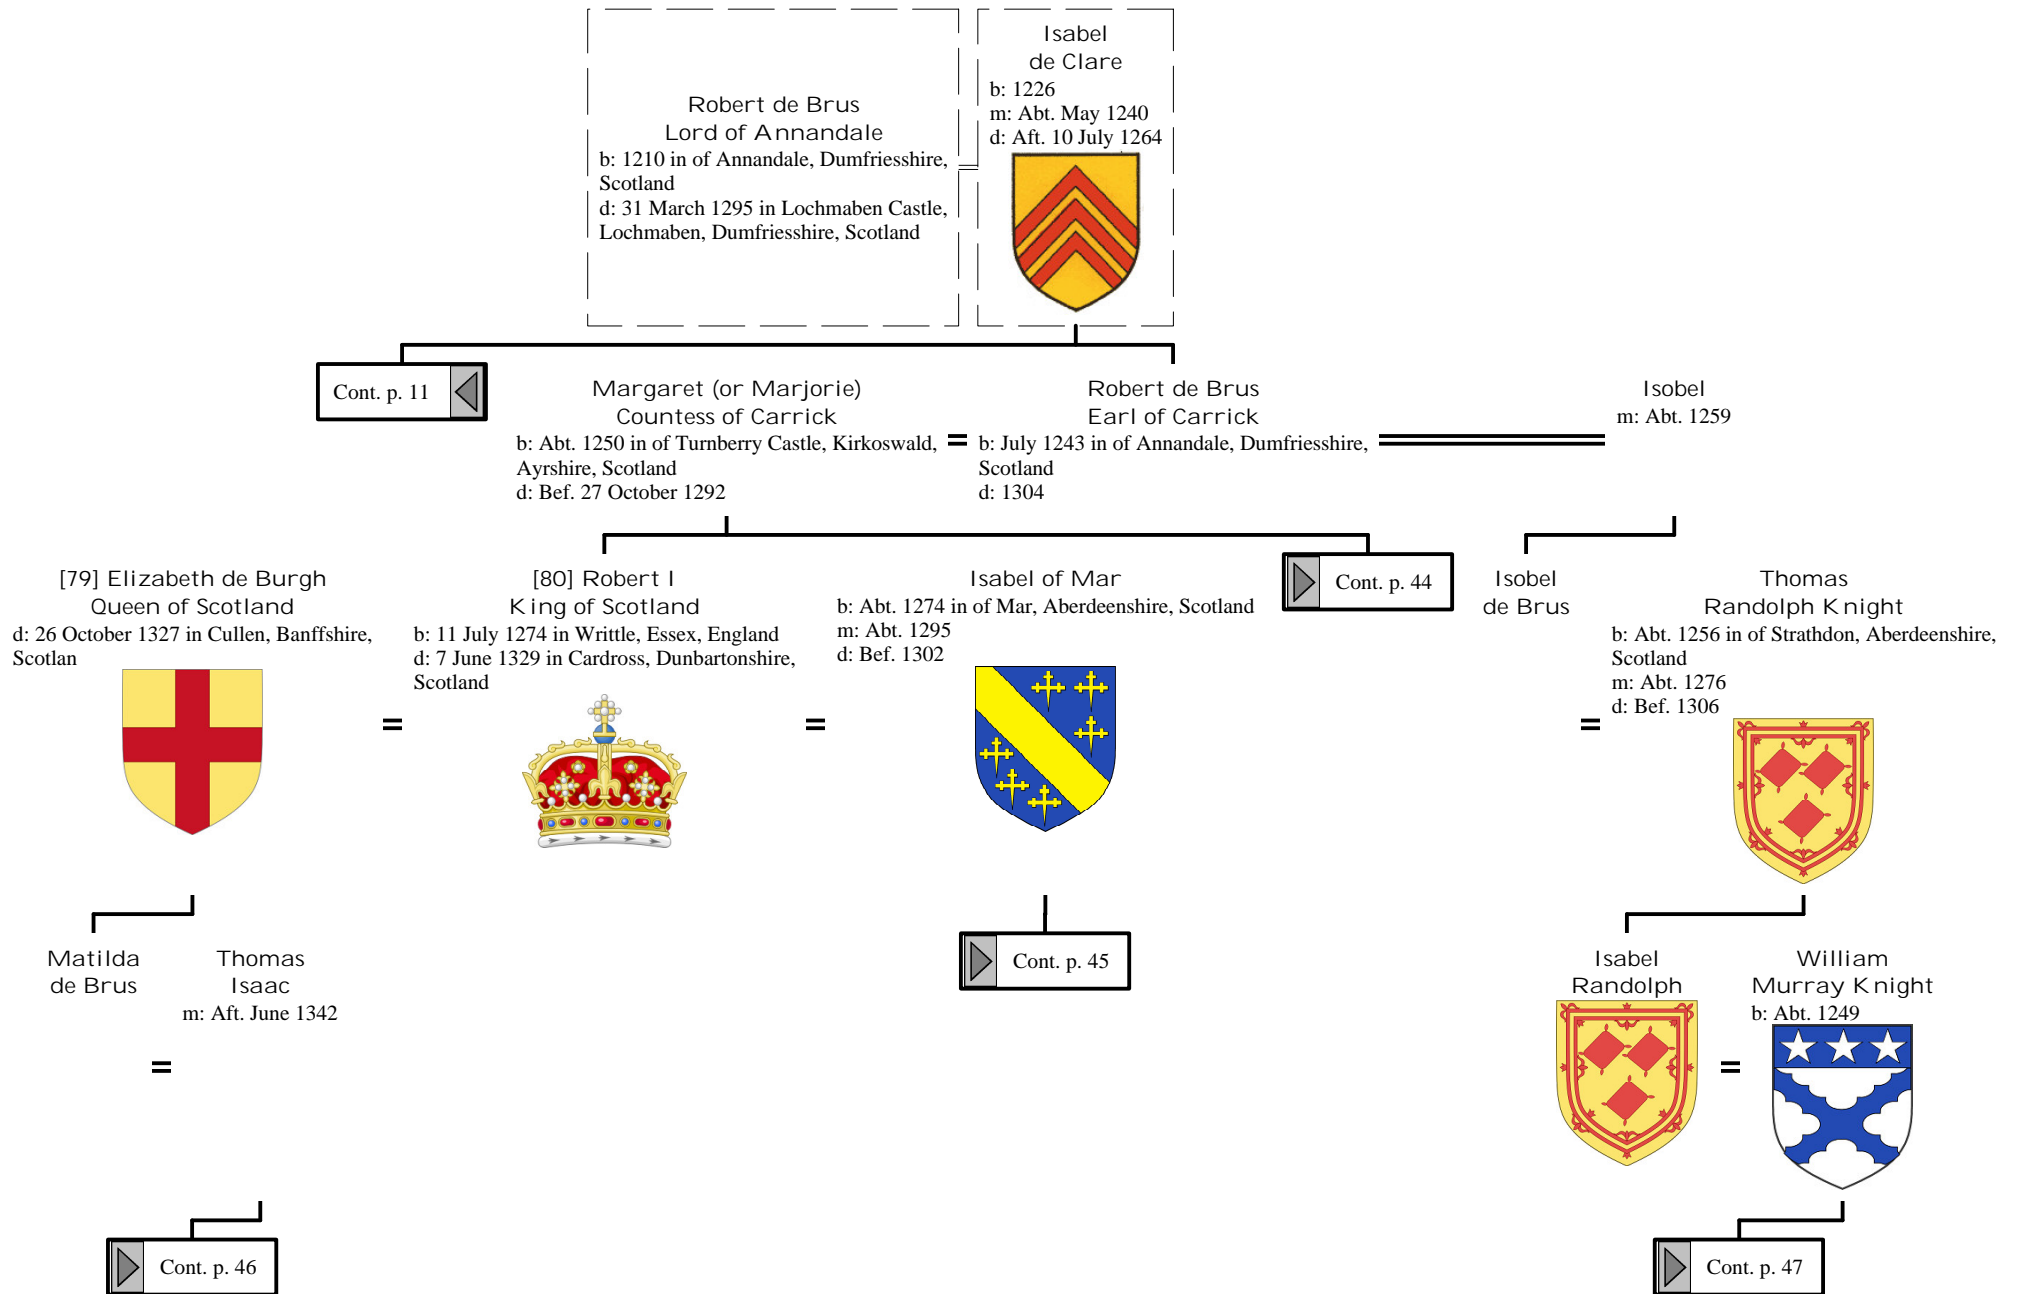 Isabel
de Clare
b: 1226
m: Abt. May 1240
d: Aft. 10 July 1264
Robert de Brus
Lord of Annandale
b: 1210 in of Annandale, Dumfriesshire,
Scotland
d: 31 March 1295 in Lochmaben Castle,
Lochmaben, Dumfriesshire, Scotland
Cont. p. 11
Margaret (or Marjorie)
Countess of Carrick
b: Abt. 1250 in of Turnberry Castle, Kirkoswald,
Ayrshire, Scotland
d: Bef. 27 October 1292
=
Robert de Brus
Earl of Carrick
b: July 1243 in of Annandale, Dumfriesshire,
Scotland
d: 1304
Isobel
m: Abt. 1259
[79] Elizabeth de Burgh
Queen of Scotland
d: 26 October 1327 in Cullen, Banffshire,
Scotlan
=
[80] Robert I
King of Scotland
b: 11 July 1274 in Writtle, Essex, England
d: 7 June 1329 in Cardross, Dunbartonshire,
Scotland
=
Isabel of Mar
b: Abt. 1274 in of Mar, Aberdeenshire, Scotland
m: Abt. 1295
d: Bef. 1302
Cont. p. 44
Isobel
de Brus
=
Thomas
Randolph Knight
b: Abt. 1256 in of Strathdon, Aberdeenshire,
Scotland
m: Abt. 1276
d: Bef. 1306
Matilda
de Brus
=
Thomas
Isaac
m: Aft. June 1342
Cont. p. 45
Isabel
Randolph
=
William
Murray Knight
b: Abt. 1249
Cont. p. 46
Cont. p. 47